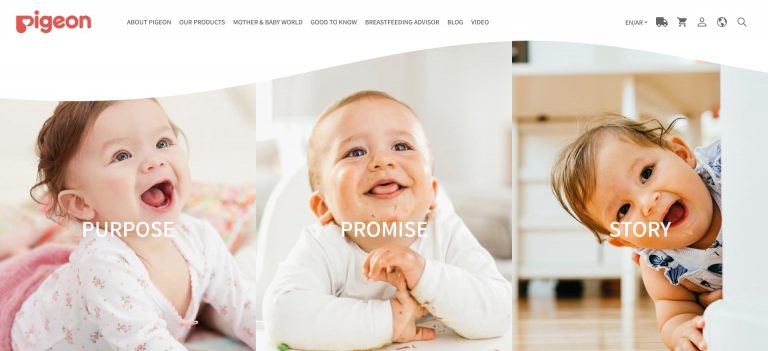 pigeon
ABOUT PIGEON OUR PRODUCTS MOTHER & BABY WORLD GOOD TO KNOW BREASTFEEDING ADVISOR BLOG VIDEO EN/AR
PURPOSE PROMISE STORY